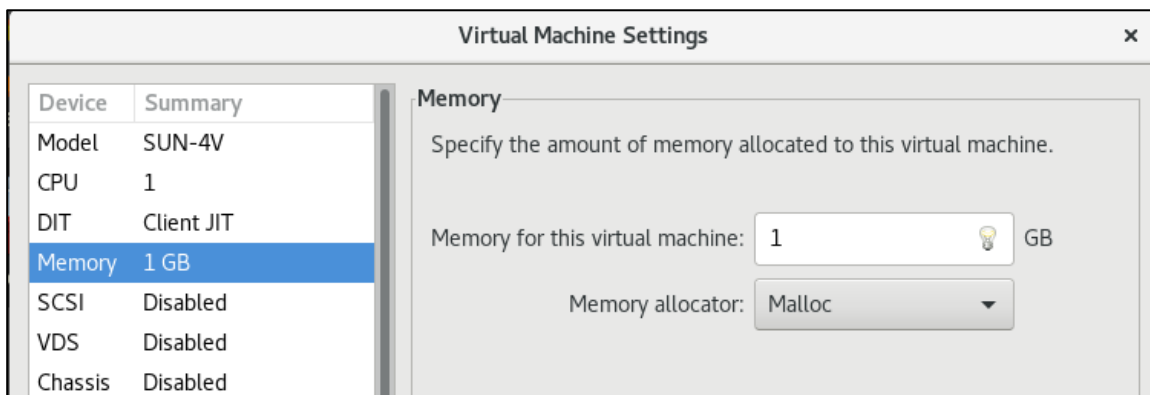 Virtual Machine Settings ×
Device Summary
Model SUN-4V
CPU 1
DIT Client JIT
Memory 1 GB
SCSI Disabled
VDS Disabled
Chassis Disabled
Memory
Specify the amount of memory allocated to this virtual machine.
Memory for this virtual machine: 1 GB
Memory allocator: Malloc